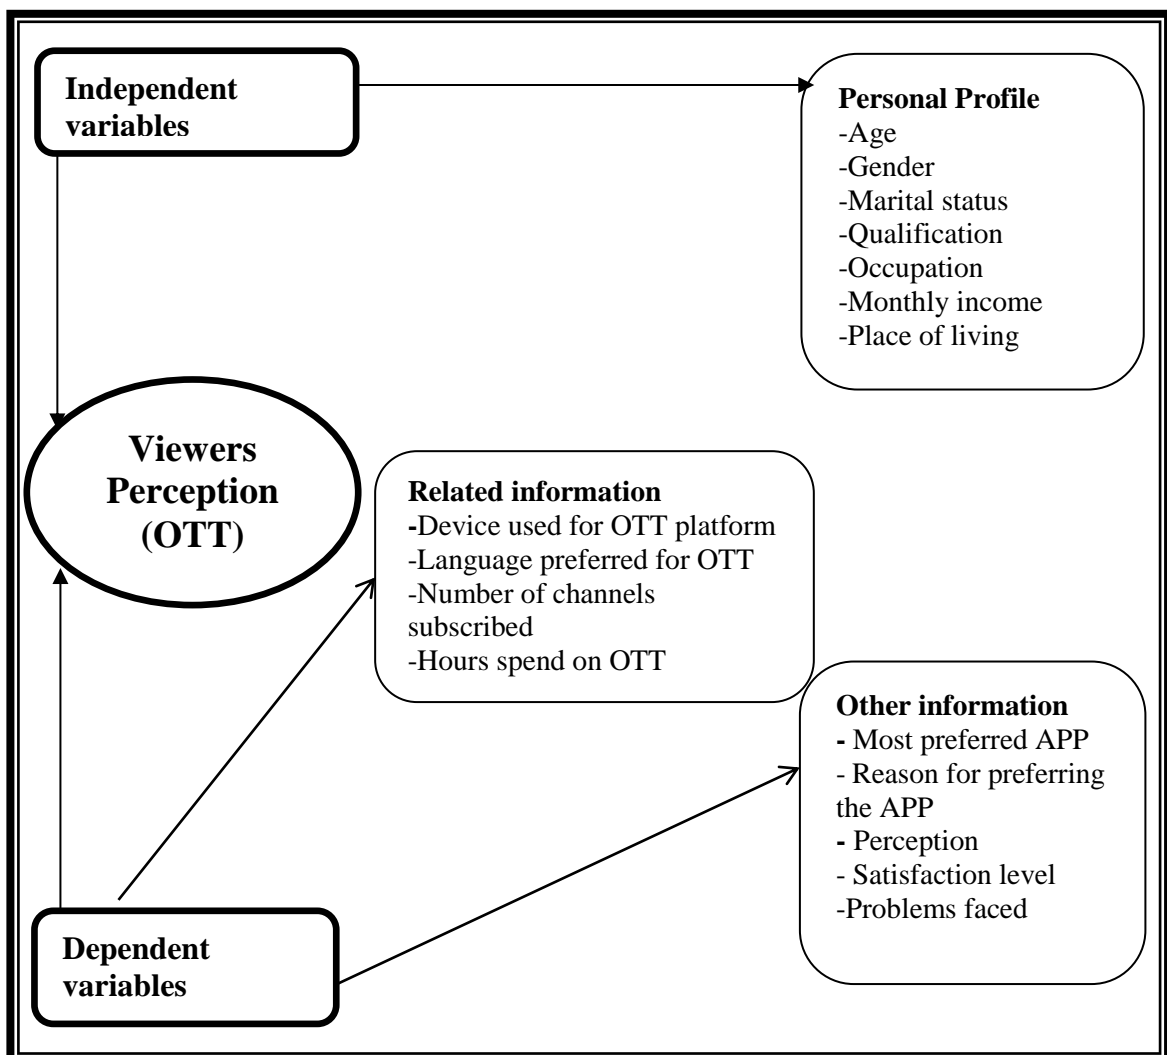 Independent
variables
Personal Profile
-Age
-Gender
-Marital status
-Qualification
-Occupation
-Monthly income
-Place of living
Viewers
Perception
(OTT)
Related information
-Device used for OTT platform
-Language preferred for OTT
-Number of channels
subscribed
-Hours spend on OTT
Other information
- Most preferred APP
- Reason for preferring
the APP
- Perception
- Satisfaction level
-Problems faced
Dependent
variables